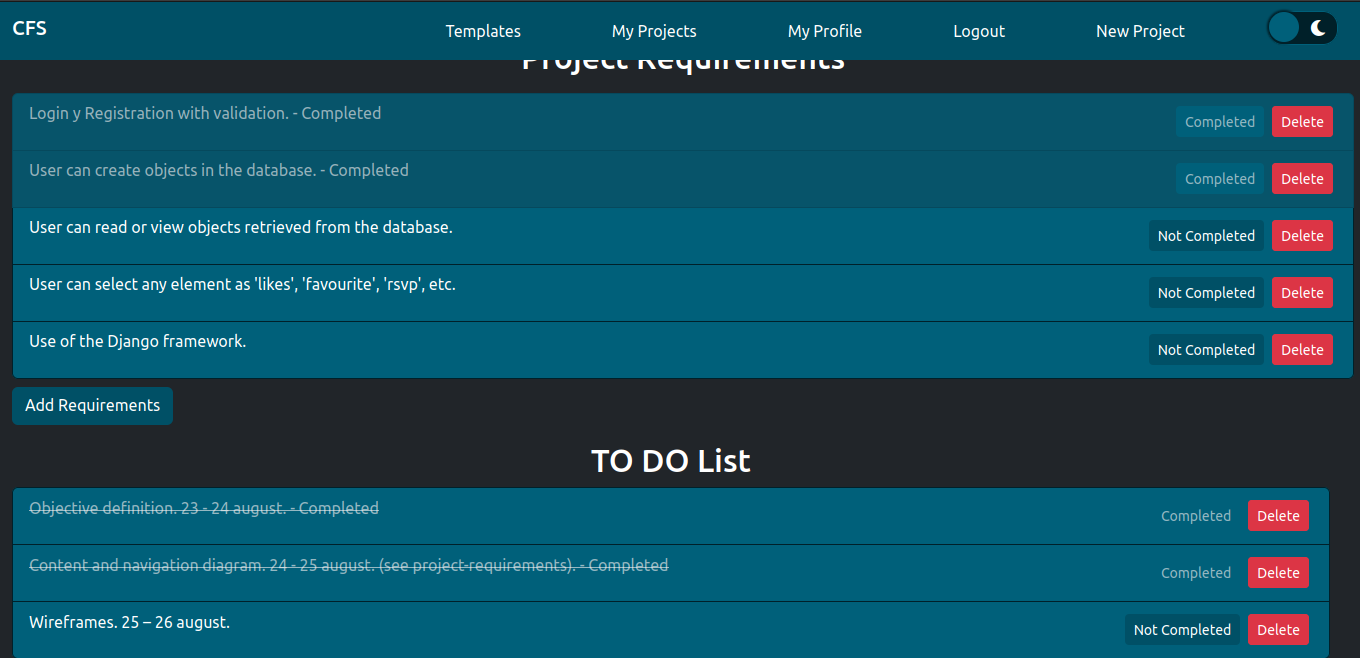 CFS Templates My Projects My Profile Logout New Project
Project Requirements
Login y Registration with validation. - Completed Completed Delete
User can create objects in the database. - Completed Completed Delete
User can read or view objects retrieved from the database. Not Completed Delete
User can select any element as 'likes', 'favourite', 'rsvp', etc. Not Completed Delete
Use of the Django framework. Not Completed Delete
Add Requirements
TO DO List
Objective definition. 23 - 24 august. - Completed Completed Delete
Content and navigation diagram. 24 - 25 august. (see project-requirements). - Completed Completed Delete
Wireframes. 25 – 26 august. Not Completed Delete